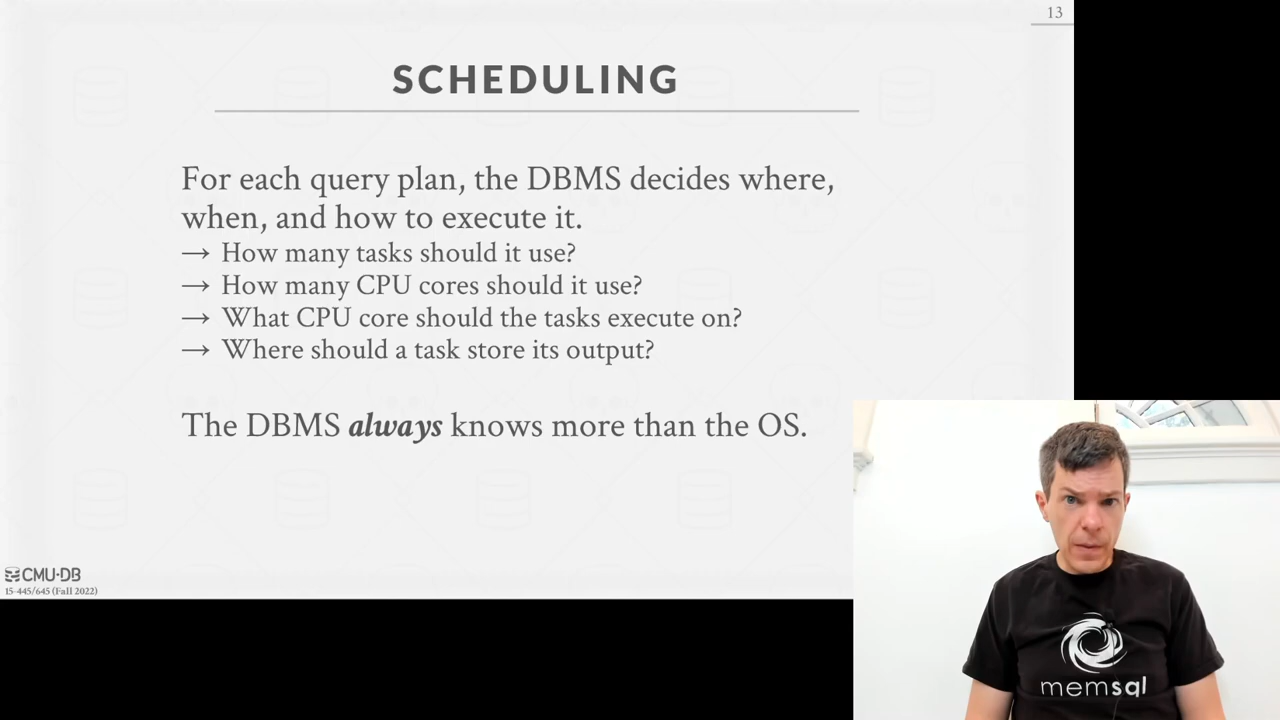 13
SCHEDULING
For each query plan, the DBMS decides where,
when, and how to execute it.
→ How many tasks should it use?
→ How many CPU cores should it use?
→ What CPU core should the tasks execute on?
→ Where should a task store its output?
The DBMS always knows more than the OS.
CMU·DB
15-445/645 (Fall 2022)
memsql